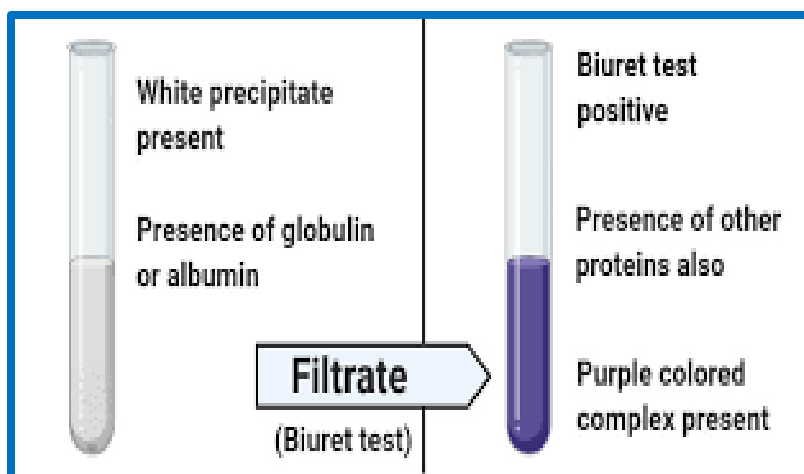 White precipitate
present
Presence of globulin
or albumin
Filtrate
(Biuret test)
Biuret test
positive
Presence of other
proteins also
Purple colored
complex present